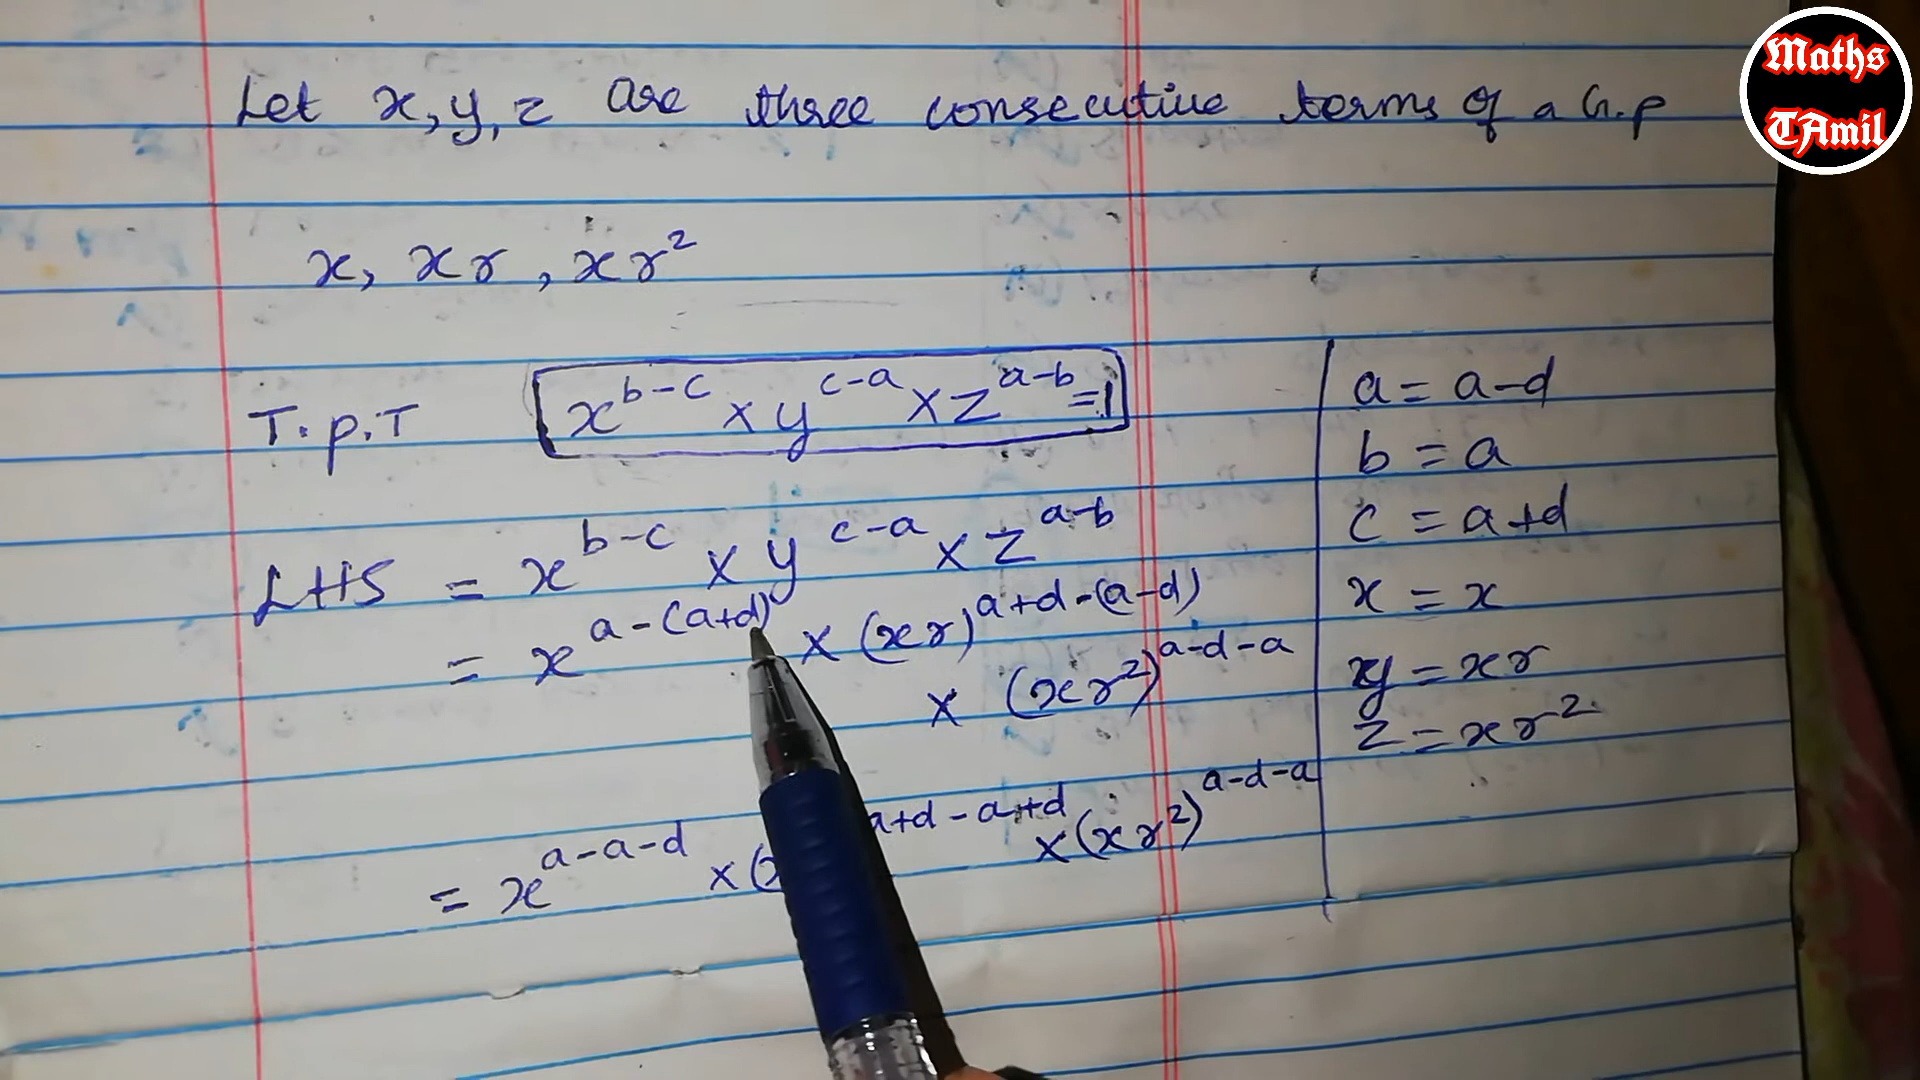 Maths
TAmil
Let x, y, z are three consecutive terms of a G.p
x, xr, xr²
T.p.T x^(b-c) × y^(c-a) × z^(a-b) = 1
LHS = x^(b-c) × y^(c-a) × z^(a-b)
= x^(a-(a+d)) × (xr)^(a+d-(a-d))
× (xr²)^(a-d-a)
= x^(a-a-d) × ( a+d-a+d × (xr²)^(a-d-a)
a = a-d
b = a
c = a+d
x = x
y = xr
z = xr²